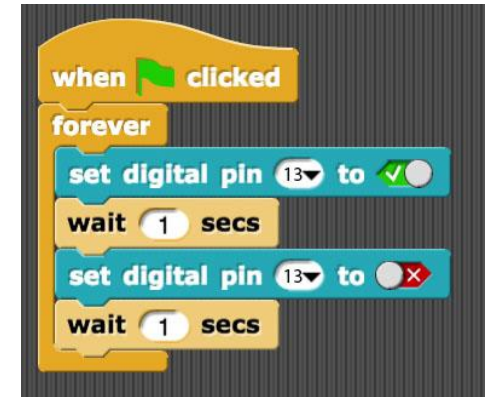 when clicked
forever
set digital pin 13 to
wait 1 secs
set digital pin 13 to
wait 1 secs